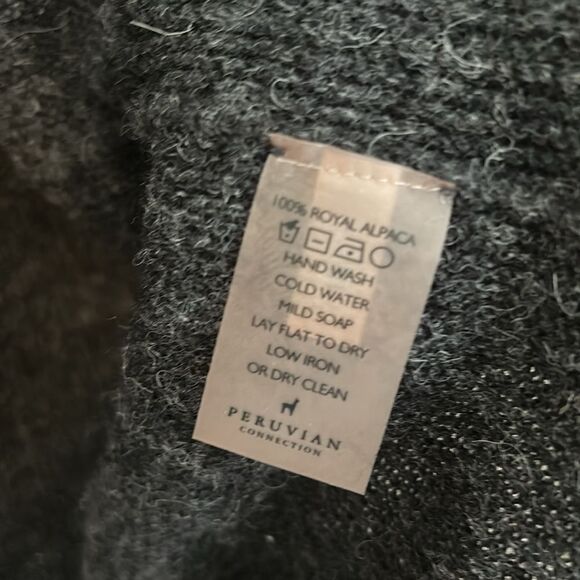 100% ROYAL ALPACA
HAND WASH
COLD WATER
MILD SOAP
LAY FLAT TO DRY
LOW IRON
OR DRY CLEAN
PERUVIAN
CONNECTION